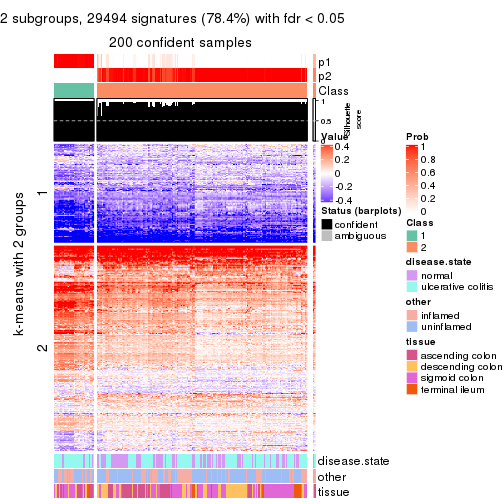 2 subgroups, 29494 signatures (78.4%) with fdr < 0.05
200 confident samples
p1
p2
Class
1
0.5
0
Silhouette
score
k-means with 2 groups
1
2
disease.state
other
tissue
Value
0.4
0.2
0
-0.2
-0.4
Status (barplots)
confident
ambiguous
Prob
1
0.8
0.6
0.4
0.2
0
Class
1
2
disease.state
normal
ulcerative colitis
other
inflamed
uninflamed
tissue
ascending colon
descending colon
sigmoid colon
terminal ileum